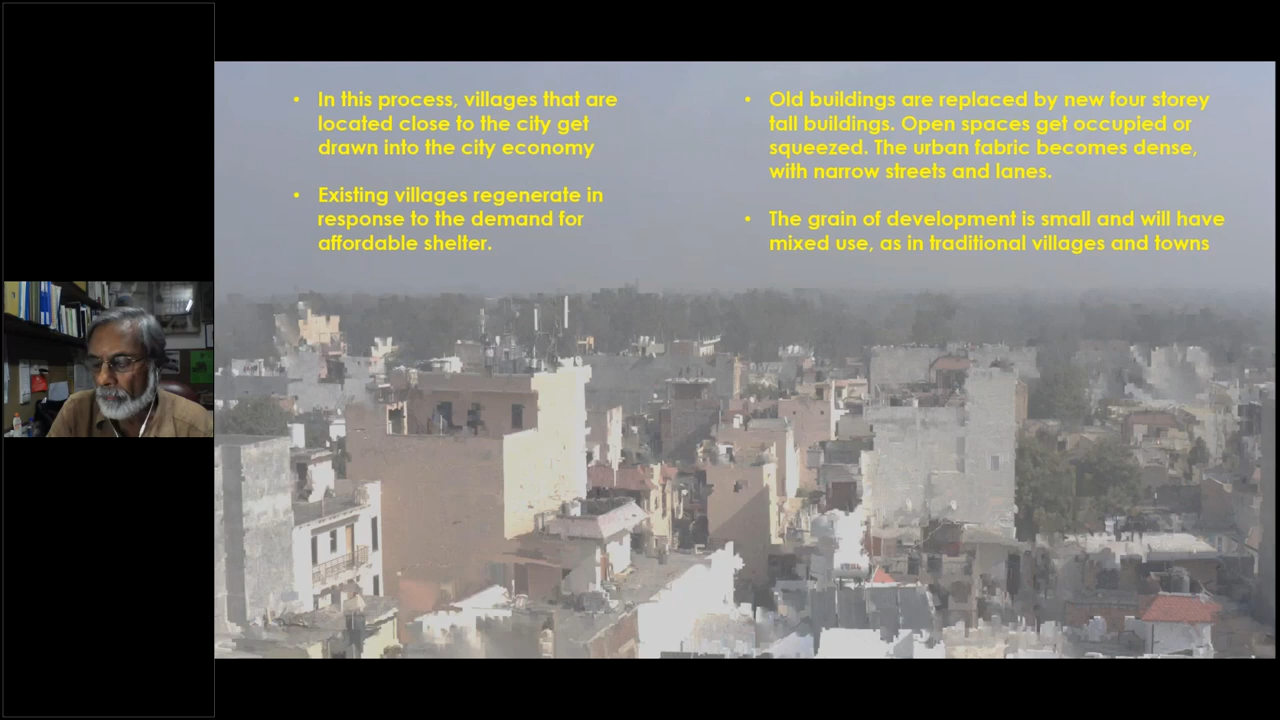 • In this process, villages that are
located close to the city get
drawn into the city economy
• Existing villages regenerate in
response to the demand for
affordable shelter.
• Old buildings are replaced by new four storey
tall buildings. Open spaces get occupied or
squeezed. The urban fabric becomes dense,
with narrow streets and lanes.
• The grain of development is small and will have
mixed use, as in traditional villages and towns